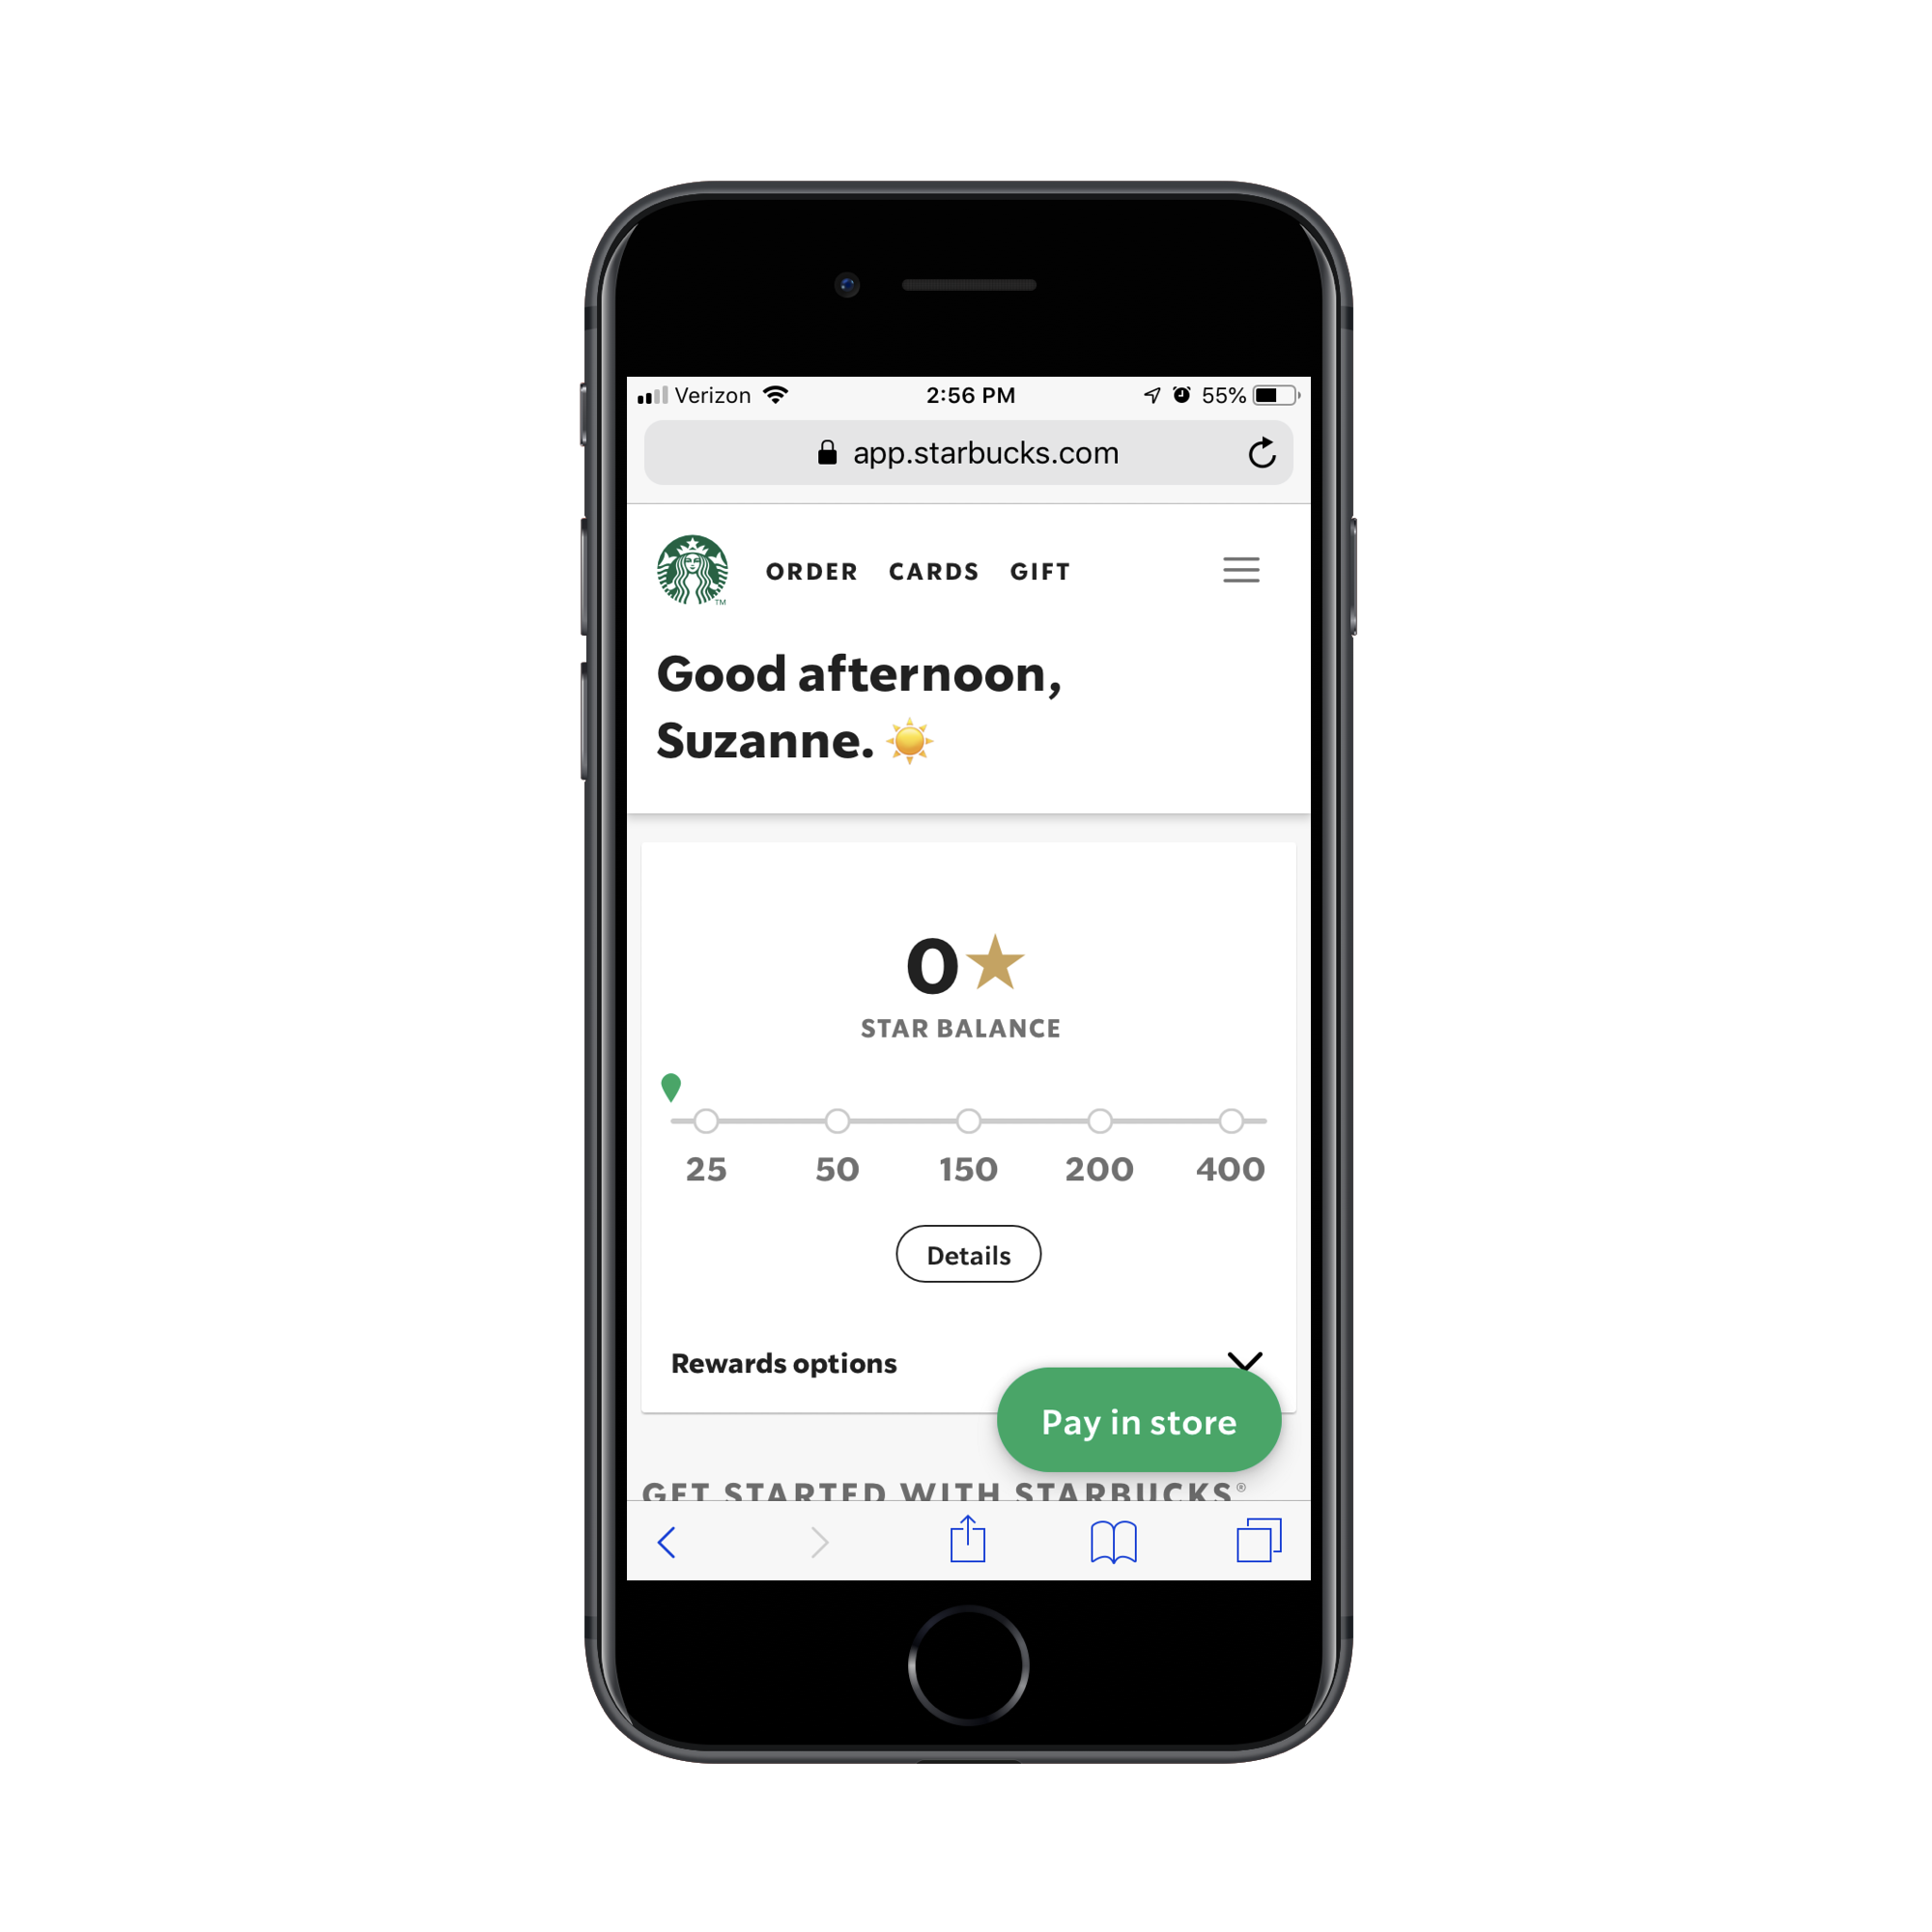 Verizon 2:56 PM 55%
app.starbucks.com
ORDER CARDS GIFT
TM
Good afternoon,
Suzanne.
0
STAR BALANCE
25 50 150 200 400
Details
Rewards options
Pay in store
GET STARTED WITH STARBUCKS®